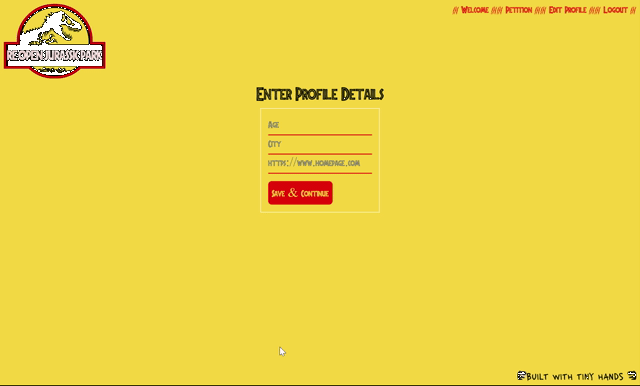 /// Welcome ///// Petition ///// Edit Profile ///// Logout ///
REOPEN JURASSIC PARK
Enter Profile Details
Age
City
https://www.homepage.com
Save & Continue
Built with tiny hands